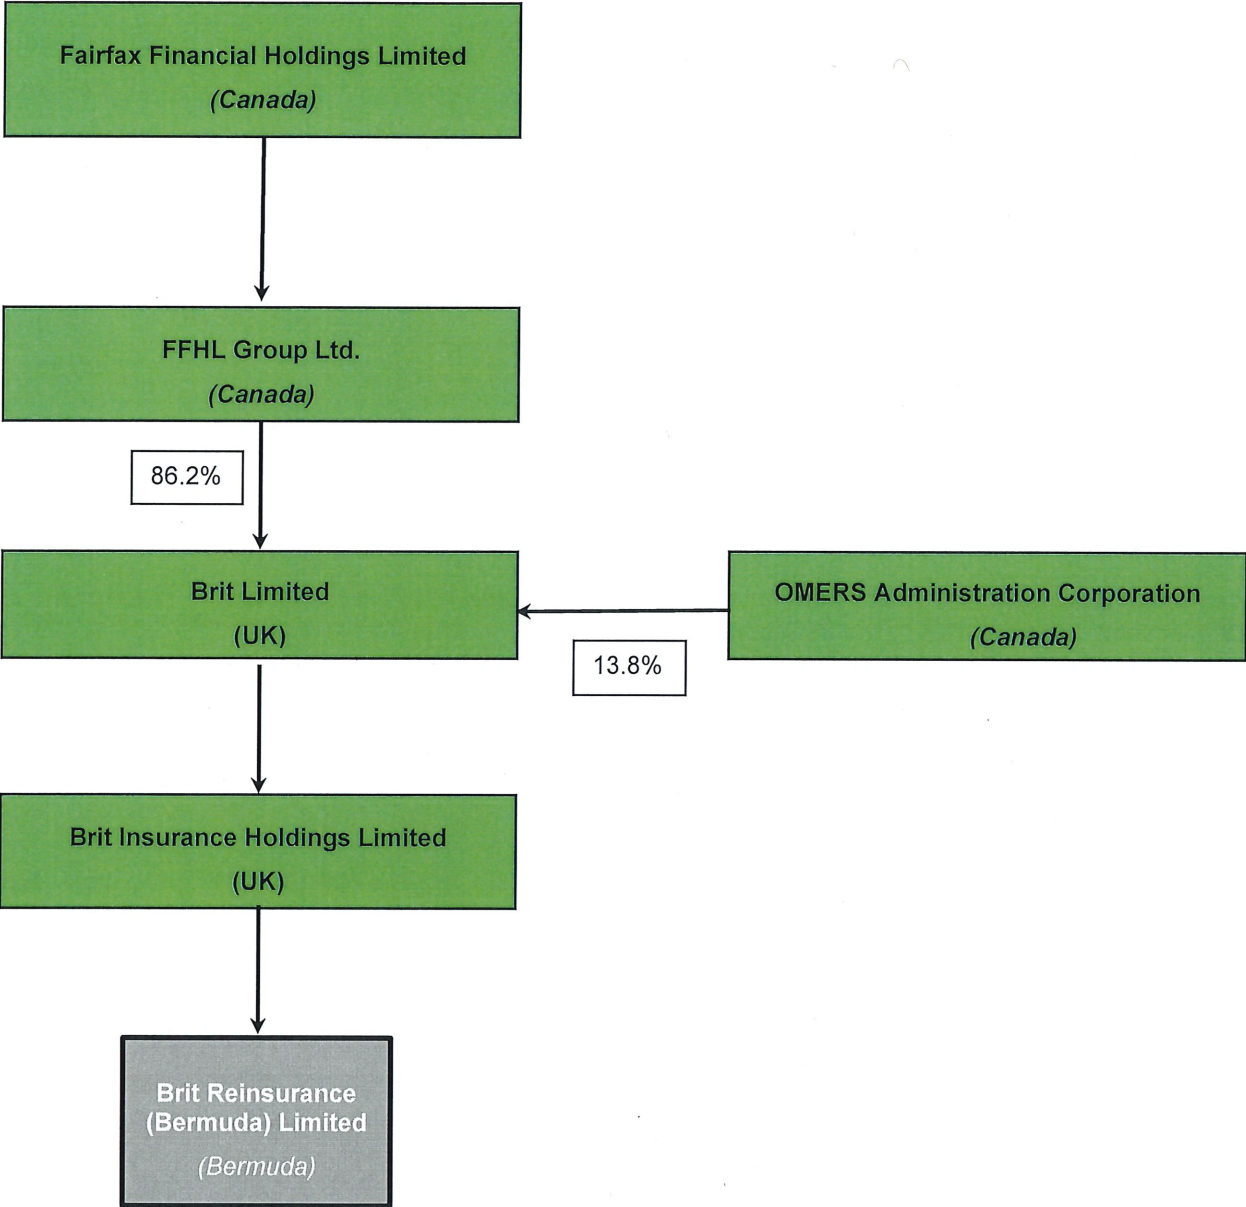 Fairfax Financial Holdings Limited
(Canada)
FFHL Group Ltd.
(Canada)
86.2%
Brit Limited
(UK)
OMERS Administration Corporation
(Canada)
13.8%
Brit Insurance Holdings Limited
(UK)
Brit Reinsurance
(Bermuda) Limited
(Bermuda)